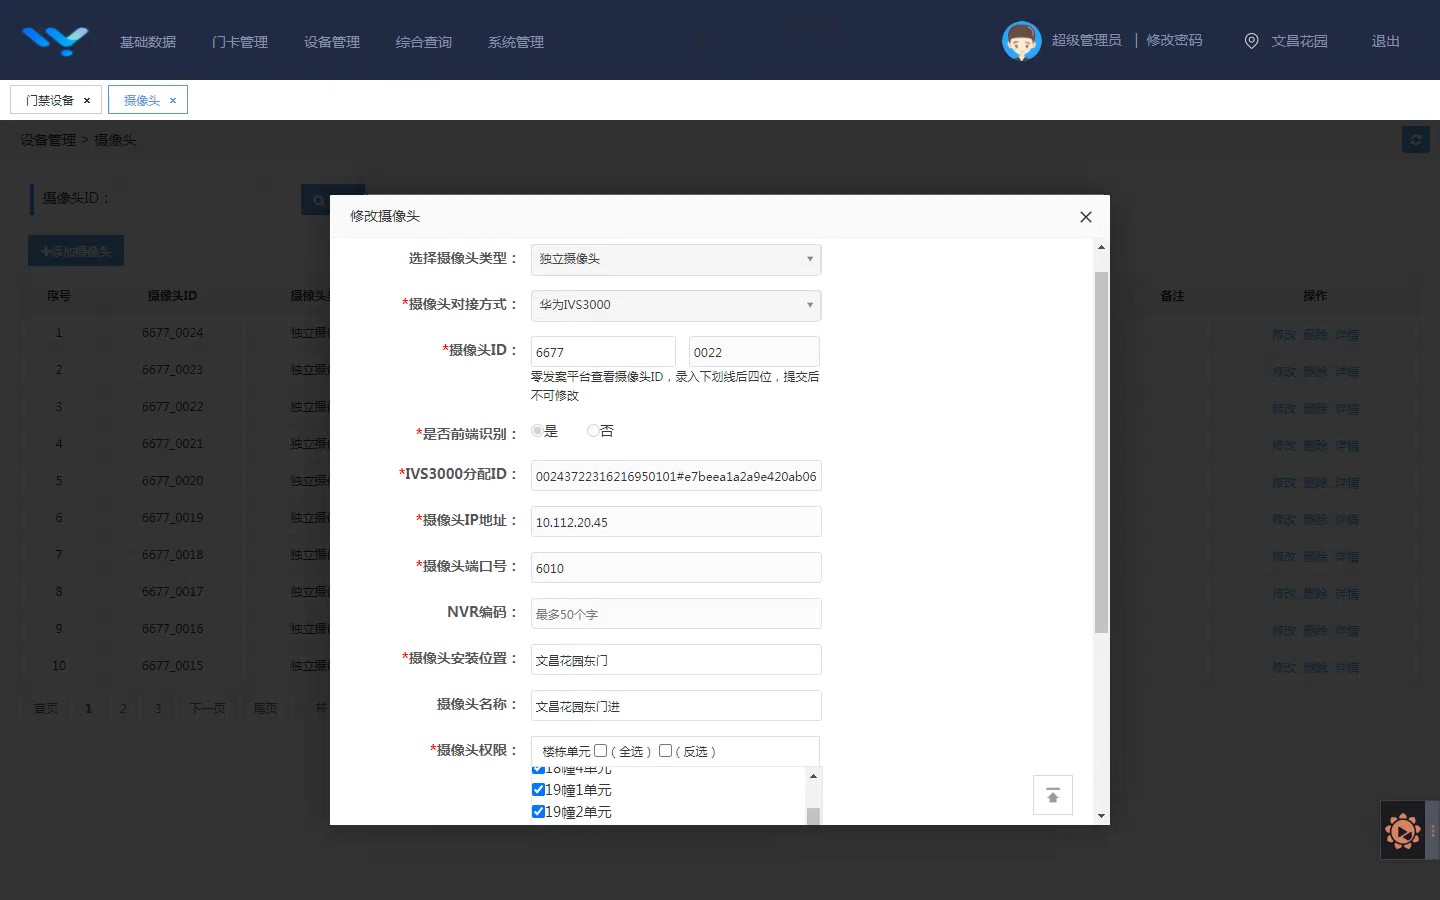 基础数据 门卡管理 设备管理 综合查询 系统管理 超级管理员 | 修改密码 文昌花园 退出
门禁设备 × 摄像头 ×
设备管理 > 摄像头
摄像头ID：
+添加摄像头
序号 摄像头ID 备注 操作
1 6677_0024 独立摄 修改 删除 详情
2 6677_0023 独立摄 修改 删除 详情
3 6677_0022 独立摄 修改 删除 详情
4 6677_0021 独立摄 修改 删除 详情
5 6677_0020 独立摄 修改 删除 详情
6 6677_0019 独立摄 修改 删除 详情
7 6677_0018 独立摄 修改 删除 详情
8 6677_0017 独立摄 修改 删除 详情
9 6677_0016 独立摄 修改 删除 详情
10 6677_0015 独立摄 修改 删除 详情
首页 1 2 3 下一页 尾页 共
修改摄像头
选择摄像头类型： 独立摄像头
*摄像头对接方式： 华为IVS3000
*摄像头ID： 6677 0022
零发案平台查看摄像头ID，录入下划线后四位，提交后
不可修改
*是否前端识别： 是 否
*IVS3000分配ID： 00243722316216950101#e7beea1a2a9e420ab06
*摄像头IP地址： 10.112.20.45
*摄像头端口号： 6010
NVR编码： 最多50个字
*摄像头安装位置： 文昌花园东门
摄像头名称： 文昌花园东门进
*摄像头权限： 楼栋单元 （全选） （反选）
18幢4单元
19幢1单元
19幢2单元